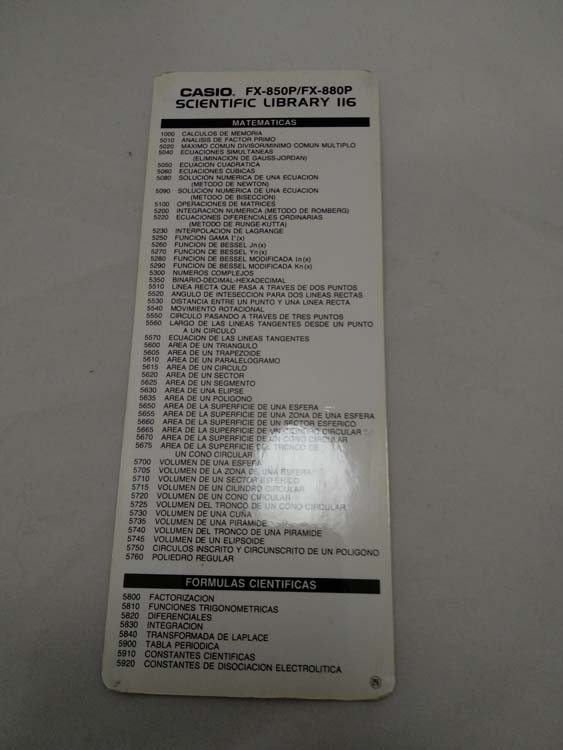 CASIO. FX-850P/FX-880P
SCIENTIFIC LIBRARY 116
MATEMATICAS
1000 CALCULOS DE MEMORIA
5010 ANALISIS DE FACTOR PRIMO
5020 MAXIMO COMUN DIVISOR/MINIMO COMUN MULTIPLO
5040 ECUACIONES SIMULTANEAS
(ELIMINACION DE GAUSS-JORDAN)
5050 ECUACION CUADRATICA
5060 ECUACIONES CUBICAS
5080 SOLUCION NUMERICA DE UNA ECUACION
(METODO DE NEWTON)
5090 SOLUCION NUMERICA DE UNA ECUACION
(METODO DE BISECCION)
5100 OPERACIONES DE MATRICES
5200 INTEGRACION NUMERICA (METODO DE ROMBERG)
5220 ECUACIONES DIFERENCIALES ORDINARIAS
(METODO DE RUNGE-KUTTA)
5230 INTERPOLACION DE LAGRANGE
5250 FUNCION GAMA Γ(x)
5260 FUNCION DE BESSEL Jn(x)
5270 FUNCION DE BESSEL Yn(x)
5280 FUNCION DE BESSEL MODIFICADA In(x)
5290 FUNCION DE BESSEL MODIFICADA Kn(x)
5300 NUMEROS COMPLEJOS
5350 BINARIO-DECIMAL-HEXADECIMAL
5510 LINEA RECTA QUE PASA A TRAVES DE DOS PUNTOS
5520 ANGULO DE INTESECCION PARA DOS LINEAS RECTAS
5530 DISTANCIA ENTRE UN PUNTO Y UNA LINEA RECTA
5540 MOVIMIENTO ROTACIONAL
5550 CIRCULO PASANDO A TRAVES DE TRES PUNTOS
5560 LARGO DE LAS LINEAS TANGENTES DESDE UN PUNTO
A UN CIRCULO
5570 ECUACION DE LAS LINEAS TANGENTES
5600 AREA DE UN TRIANGULO
5605 AREA DE UN TRAPEZOIDE
5610 AREA DE UN PARALELOGRAMO
5615 AREA DE UN CIRCULO
5620 AREA DE UN SECTOR
5625 AREA DE UN SEGMENTO
5630 AREA DE UNA ELIPSE
5635 AREA DE UN POLIGONO
5650 AREA DE LA SUPERFICIE DE UNA ESFERA
5655 AREA DE LA SUPERFICIE DE UNA ZONA DE UNA ESFERA
5660 AREA DE LA SUPERFICIE DE UN SECTOR ESFERICO
5665 AREA DE LA SUPERFICIE DE UN CILINDRO CIRCULAR
5670 AREA DE LA SUPERFICIE DE UN CONO CIRCULAR
5675 AREA DE LA SUPERFICIE DEL TRONCO DE
UN CONO CIRCULAR
5700 VOLUMEN DE UNA ESFERA
5705 VOLUMEN DE LA ZONA DE UNA ESFERA
5710 VOLUMEN DE UN SECTOR ESFERICO
5715 VOLUMEN DE UN CILINDRO CIRCULAR
5720 VOLUMEN DE UN CONO CIRCULAR
5725 VOLUMEN DEL TRONCO DE UN CONO CIRCULAR
5730 VOLUMEN DE UNA CUÑA
5735 VOLUMEN DE UNA PIRAMIDE
5740 VOLUMEN DEL TRONCO DE UNA PIRAMIDE
5745 VOLUMEN DE UN ELIPSOIDE
5750 CIRCULOS INSCRITO Y CIRCUNSCRITO DE UN POLIGONO
5760 POLIEDRO REGULAR
FORMULAS CIENTIFICAS
5800 FACTORIZACION
5810 FUNCIONES TRIGONOMETRICAS
5820 DIFERENCIALES
5830 INTEGRACION
5840 TRANSFORMADA DE LAPLACE
5900 TABLA PERIODICA
5910 CONSTANTES CIENTIFICAS
5920 CONSTANTES DE DISOCIACION ELECTROLITICA